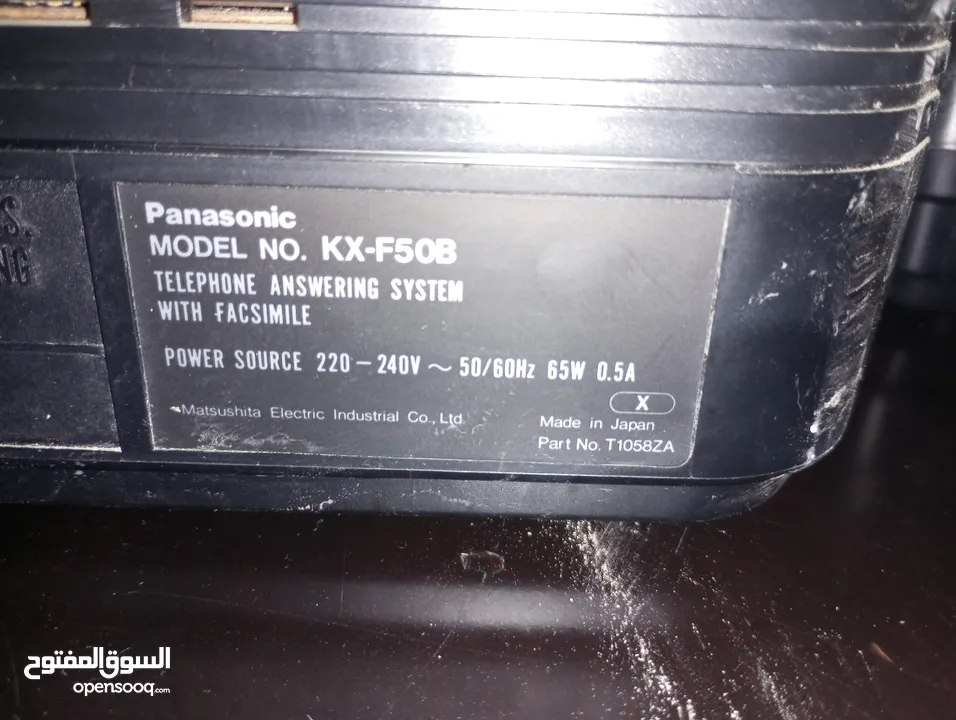 S.
NG
Panasonic
MODEL NO. KX-F50B
TELEPHONE ANSWERING SYSTEM
WITH FACSIMILE
POWER SOURCE 220-240V ~ 50/60Hz 65W 0.5A
X
Matsushita Electric Industrial Co., Ltd.
Made in Japan
Part No. T1058ZA
السوق المفتوح
opensooq.com